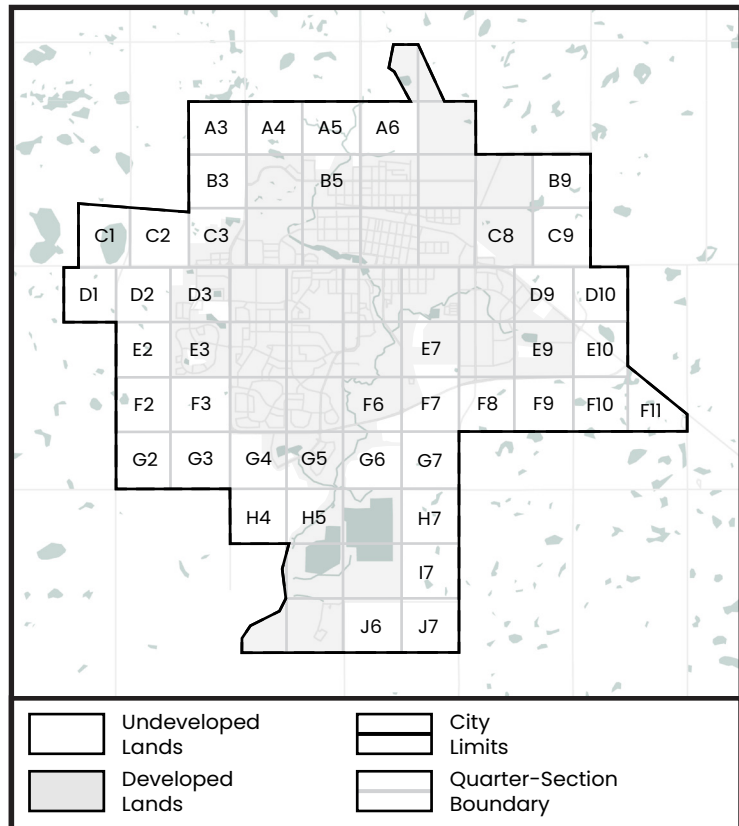 A3 A4 A5 A6
B3 B5 B9
C1 C2 C3 C8 C9
D1 D2 D3 D9 D10
E2 E3 E7 E9 E10
F2 F3 F6 F7 F8 F9 F10 F11
G2 G3 G4 G5 G6 G7
H4 H5 H7
I7
J6 J7
Undeveloped
Lands
City
Limits
Developed
Lands
Quarter-Section
Boundary